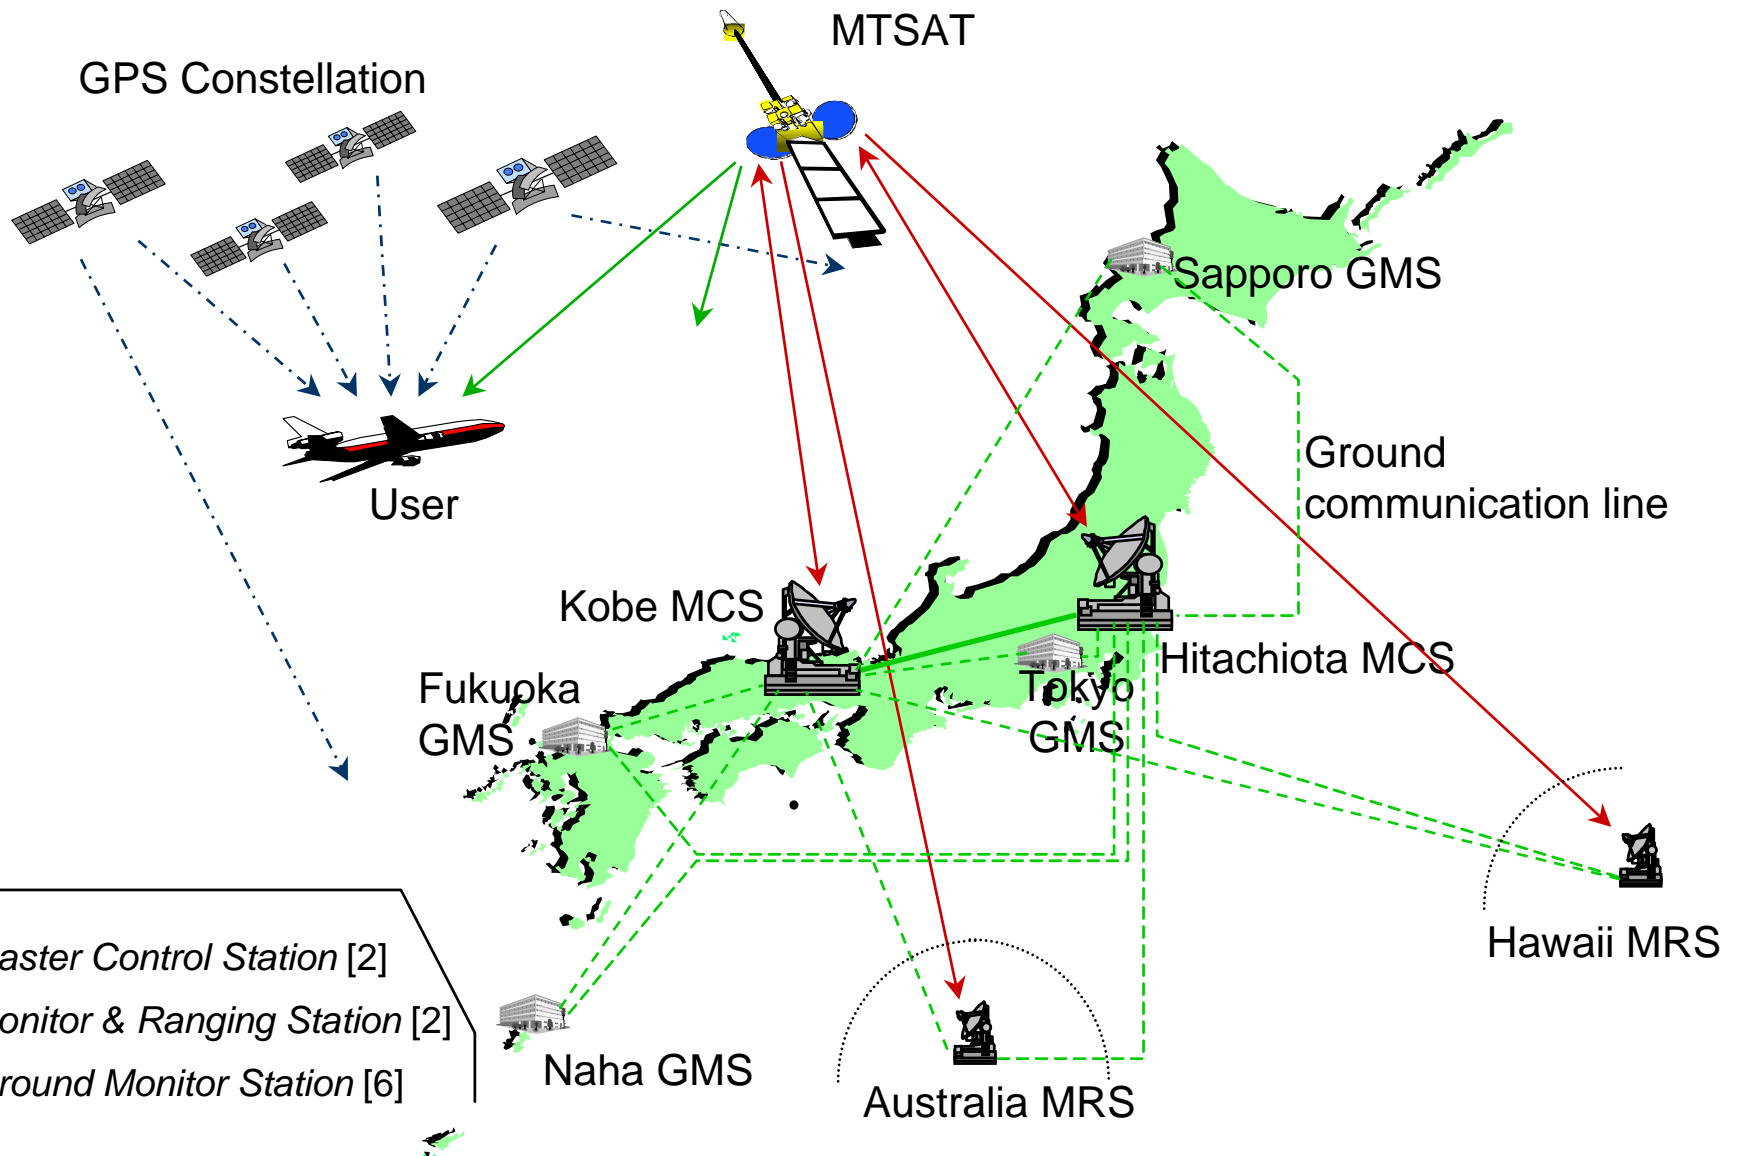 MTSAT
GPS Constellation
Sapporo GMS
Ground
communication line
User
Kobe MCS
Hitachiota MCS
Fukuoka
GMS
Tokyo
GMS
Hawaii MRS
aster Control Station [2]
onitor & Ranging Station [2]
round Monitor Station [6]
Naha GMS
Australia MRS